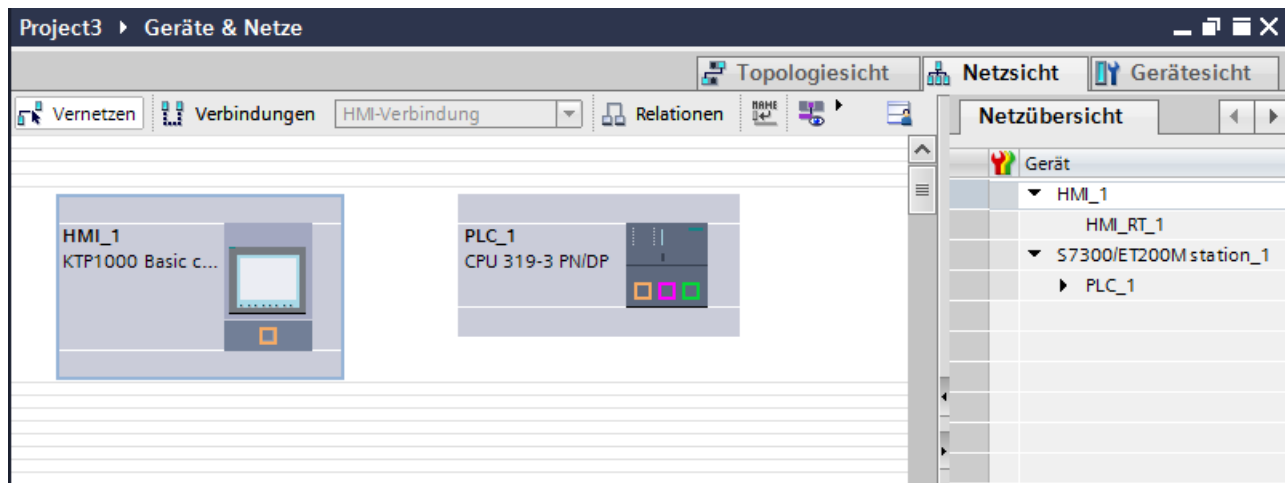 Project3 ▸ Geräte & Netze
Topologiesicht Netzsicht Gerätesicht
Vernetzen Verbindungen HMI-Verbindung Relationen NAME Netzübersicht
Gerät
HMI_1
HMI_RT_1
S7300/ET200M station_1
PLC_1
HMI_1
KTP1000 Basic c...
PLC_1
CPU 319-3 PN/DP